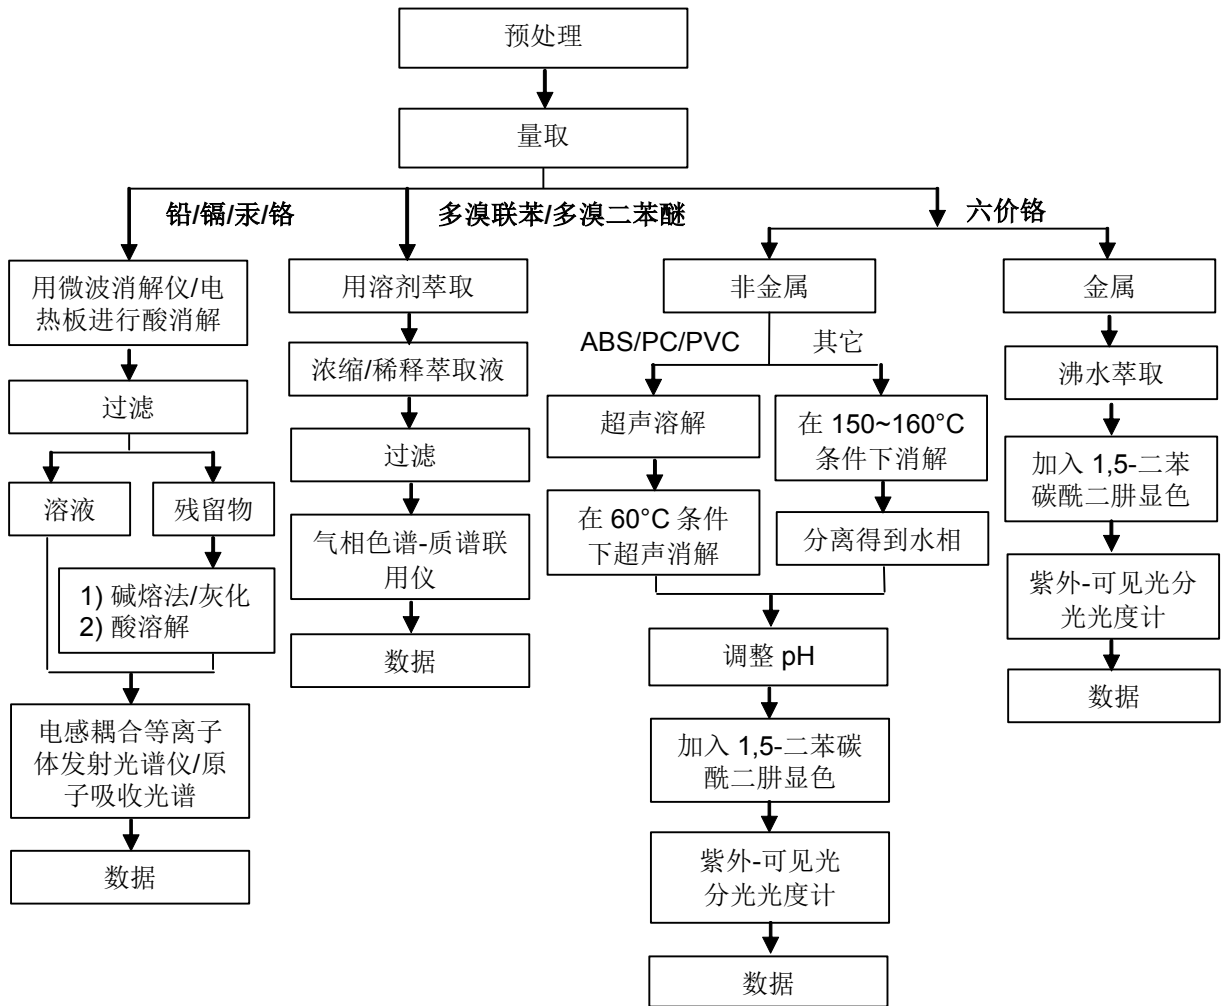 预处理
量取
铅/镉/汞/铬
多溴联苯/多溴二苯醚
六价铬
用微波消解仪/电
热板进行酸消解
过滤
溶液
残留物
1) 碱熔法/灰化
2) 酸溶解
电感耦合等离子
体发射光谱仪/原
子吸收光谱
数据
用溶剂萃取
浓缩/稀释萃取液
过滤
气相色谱-质谱联
用仪
数据
非金属
ABS/PC/PVC
其它
超声溶解
在 60°C 条件
下超声消解
在 150~160°C
条件下消解
分离得到水相
调整 pH
加入 1,5-二苯碳
酰二肼显色
紫外-可见光
分光光度计
数据
金属
沸水萃取
加入 1,5-二苯
碳酰二肼显色
紫外-可见光分
光光度计
数据